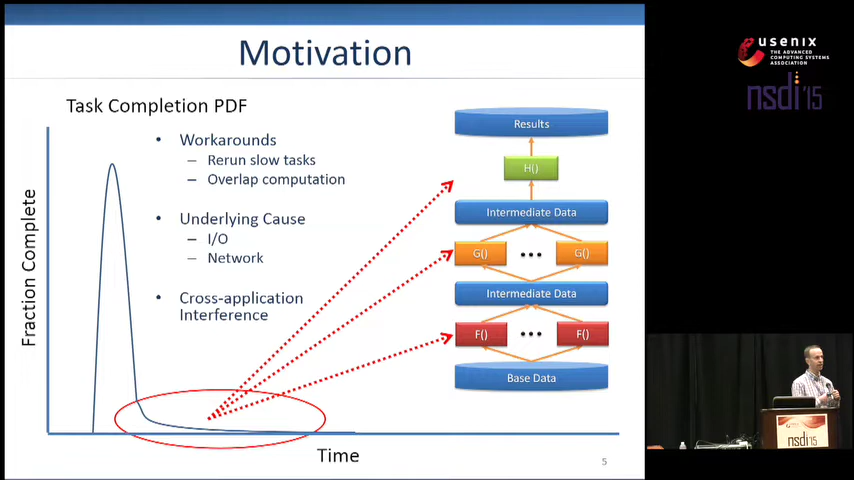 Motivation
Task Completion PDF
• Workarounds
– Rerun slow tasks
– Overlap computation
• Underlying Cause
– I/O
– Network
• Cross-application
Interference
Fraction Complete
Time
Results
H()
Intermediate Data
G() ••• G()
Intermediate Data
F() ••• F()
Base Data
5
usenix
THE ADVANCED
COMPUTING SYSTEMS
ASSOCIATION
nsdi '15
nsdi'15